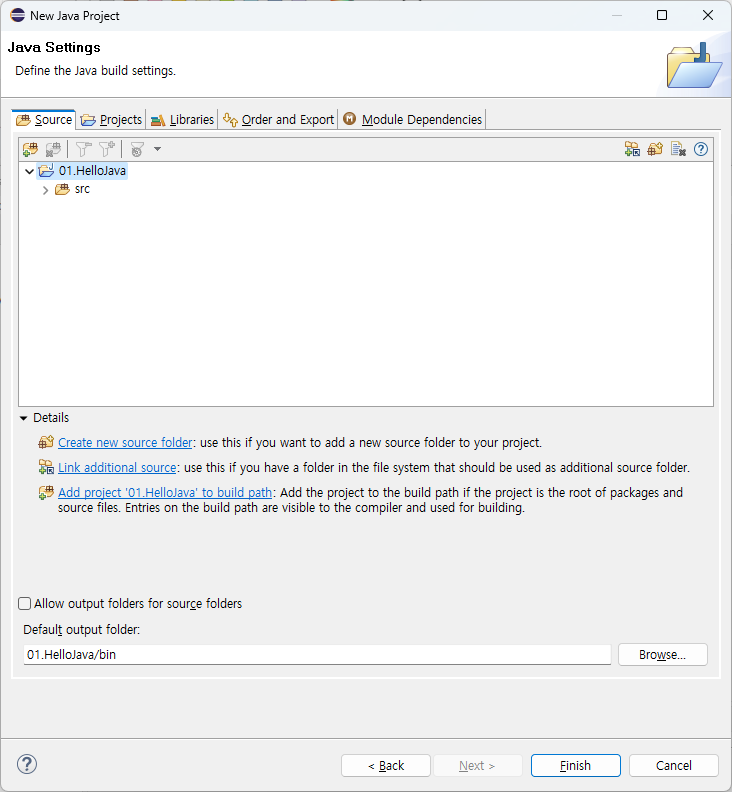 New Java Project
Java Settings
Define the Java build settings.
Source Projects Libraries Order and Export M Module Dependencies
01.HelloJava
src
Details
Create new source folder: use this if you want to add a new source folder to your project.
Link additional source: use this if you have a folder in the file system that should be used as additional source folder.
Add project '01.HelloJava' to build path: Add the project to the build path if the project is the root of packages and
source files. Entries on the build path are visible to the compiler and used for building.
Allow output folders for source folders
Default output folder:
01.HelloJava/bin
Browse...
< Back Next > Finish Cancel